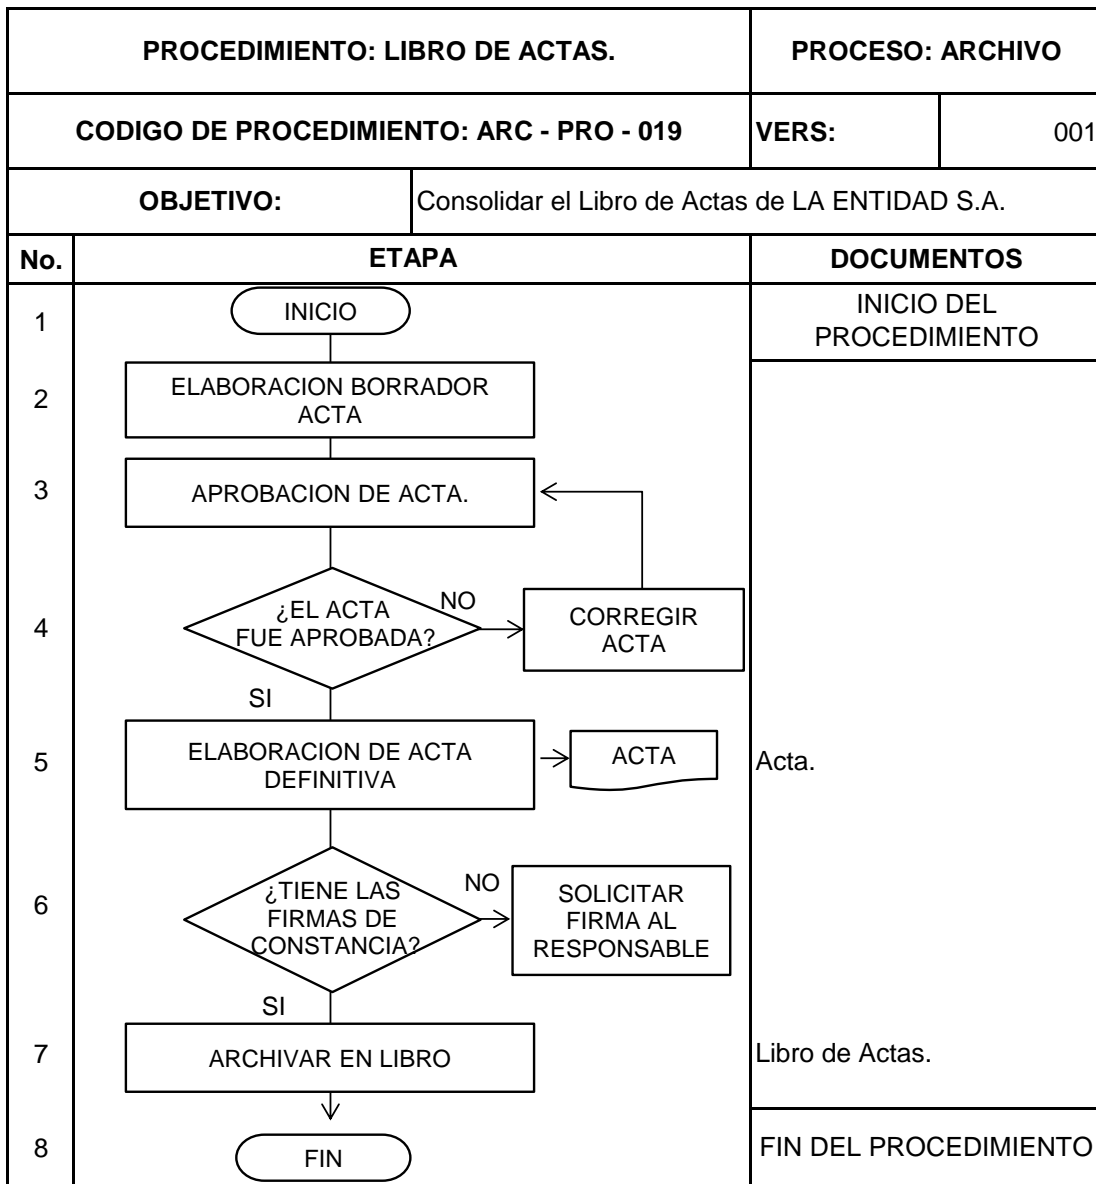 PROCEDIMIENTO: LIBRO DE ACTAS.
PROCESO: ARCHIVO
CODIGO DE PROCEDIMIENTO: ARC - PRO - 019
VERS:
001
OBJETIVO:
Consolidar el Libro de Actas de LA ENTIDAD S.A.
No.
ETAPA
DOCUMENTOS
1
INICIO
INICIO DEL
PROCEDIMIENTO
2
ELABORACION BORRADOR
ACTA
3
APROBACION DE ACTA.
4
¿EL ACTA
FUE APROBADA?
NO
CORREGIR
ACTA
SI
5
ELABORACION DE ACTA
DEFINITIVA
ACTA
Acta.
6
¿TIENE LAS
FIRMAS DE
CONSTANCIA?
NO
SOLICITAR
FIRMA AL
RESPONSABLE
SI
7
ARCHIVAR EN LIBRO
Libro de Actas.
8
FIN
FIN DEL PROCEDIMIENTO